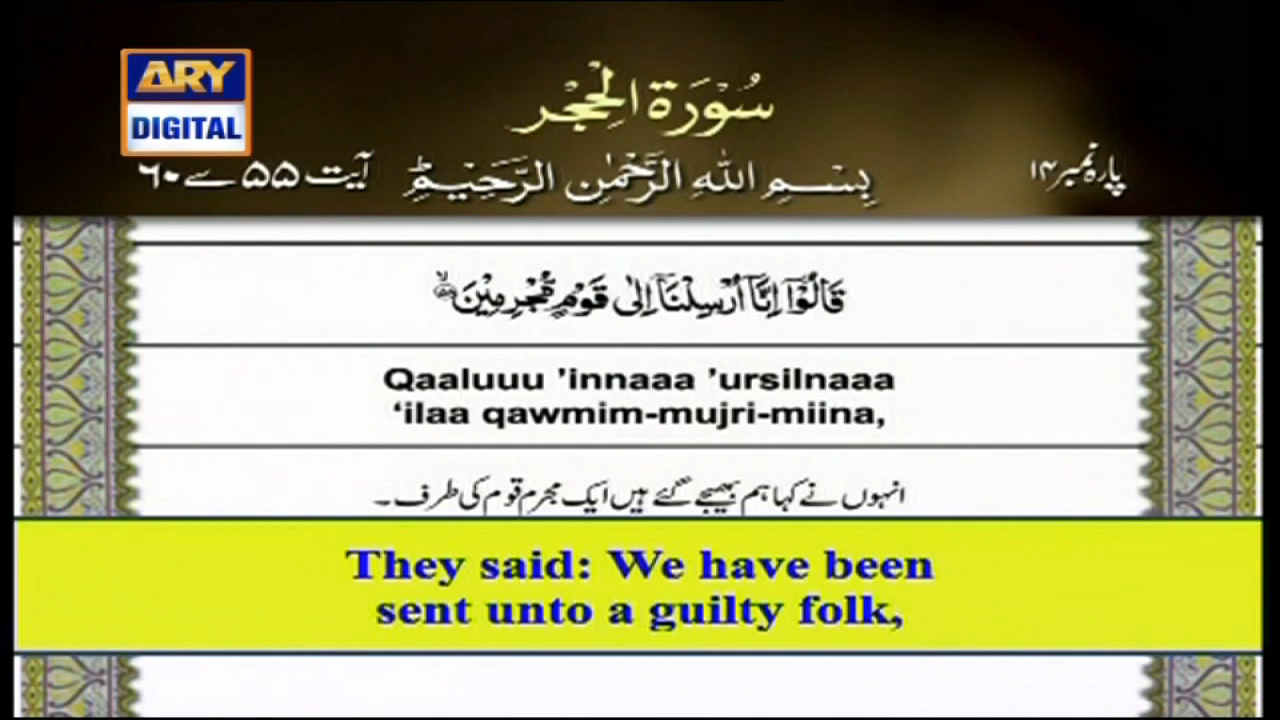 ARY
DIGITAL
سُوْرَةُ الْحِجْرِ
پارہ نمبر ۱۴
بِسْمِ اللهِ الرَّحْمٰنِ الرَّحِيْمِ
آیت ۵۵ سے ۶۰
قَالُوْٓا اِنَّآ اُرْسِلْنَآ اِلٰى قَوْمٍ مُّجْرِمِيْنَ ۙ
Qaaluuu ’innaaa ’ursilnaaa
‘ilaa qawmim-mujri-miina,
انہوں نے کہا ہم بھیجے گئے ہیں ایک مجرم قوم کی طرف ۔
They said: We have been
sent unto a guilty folk,